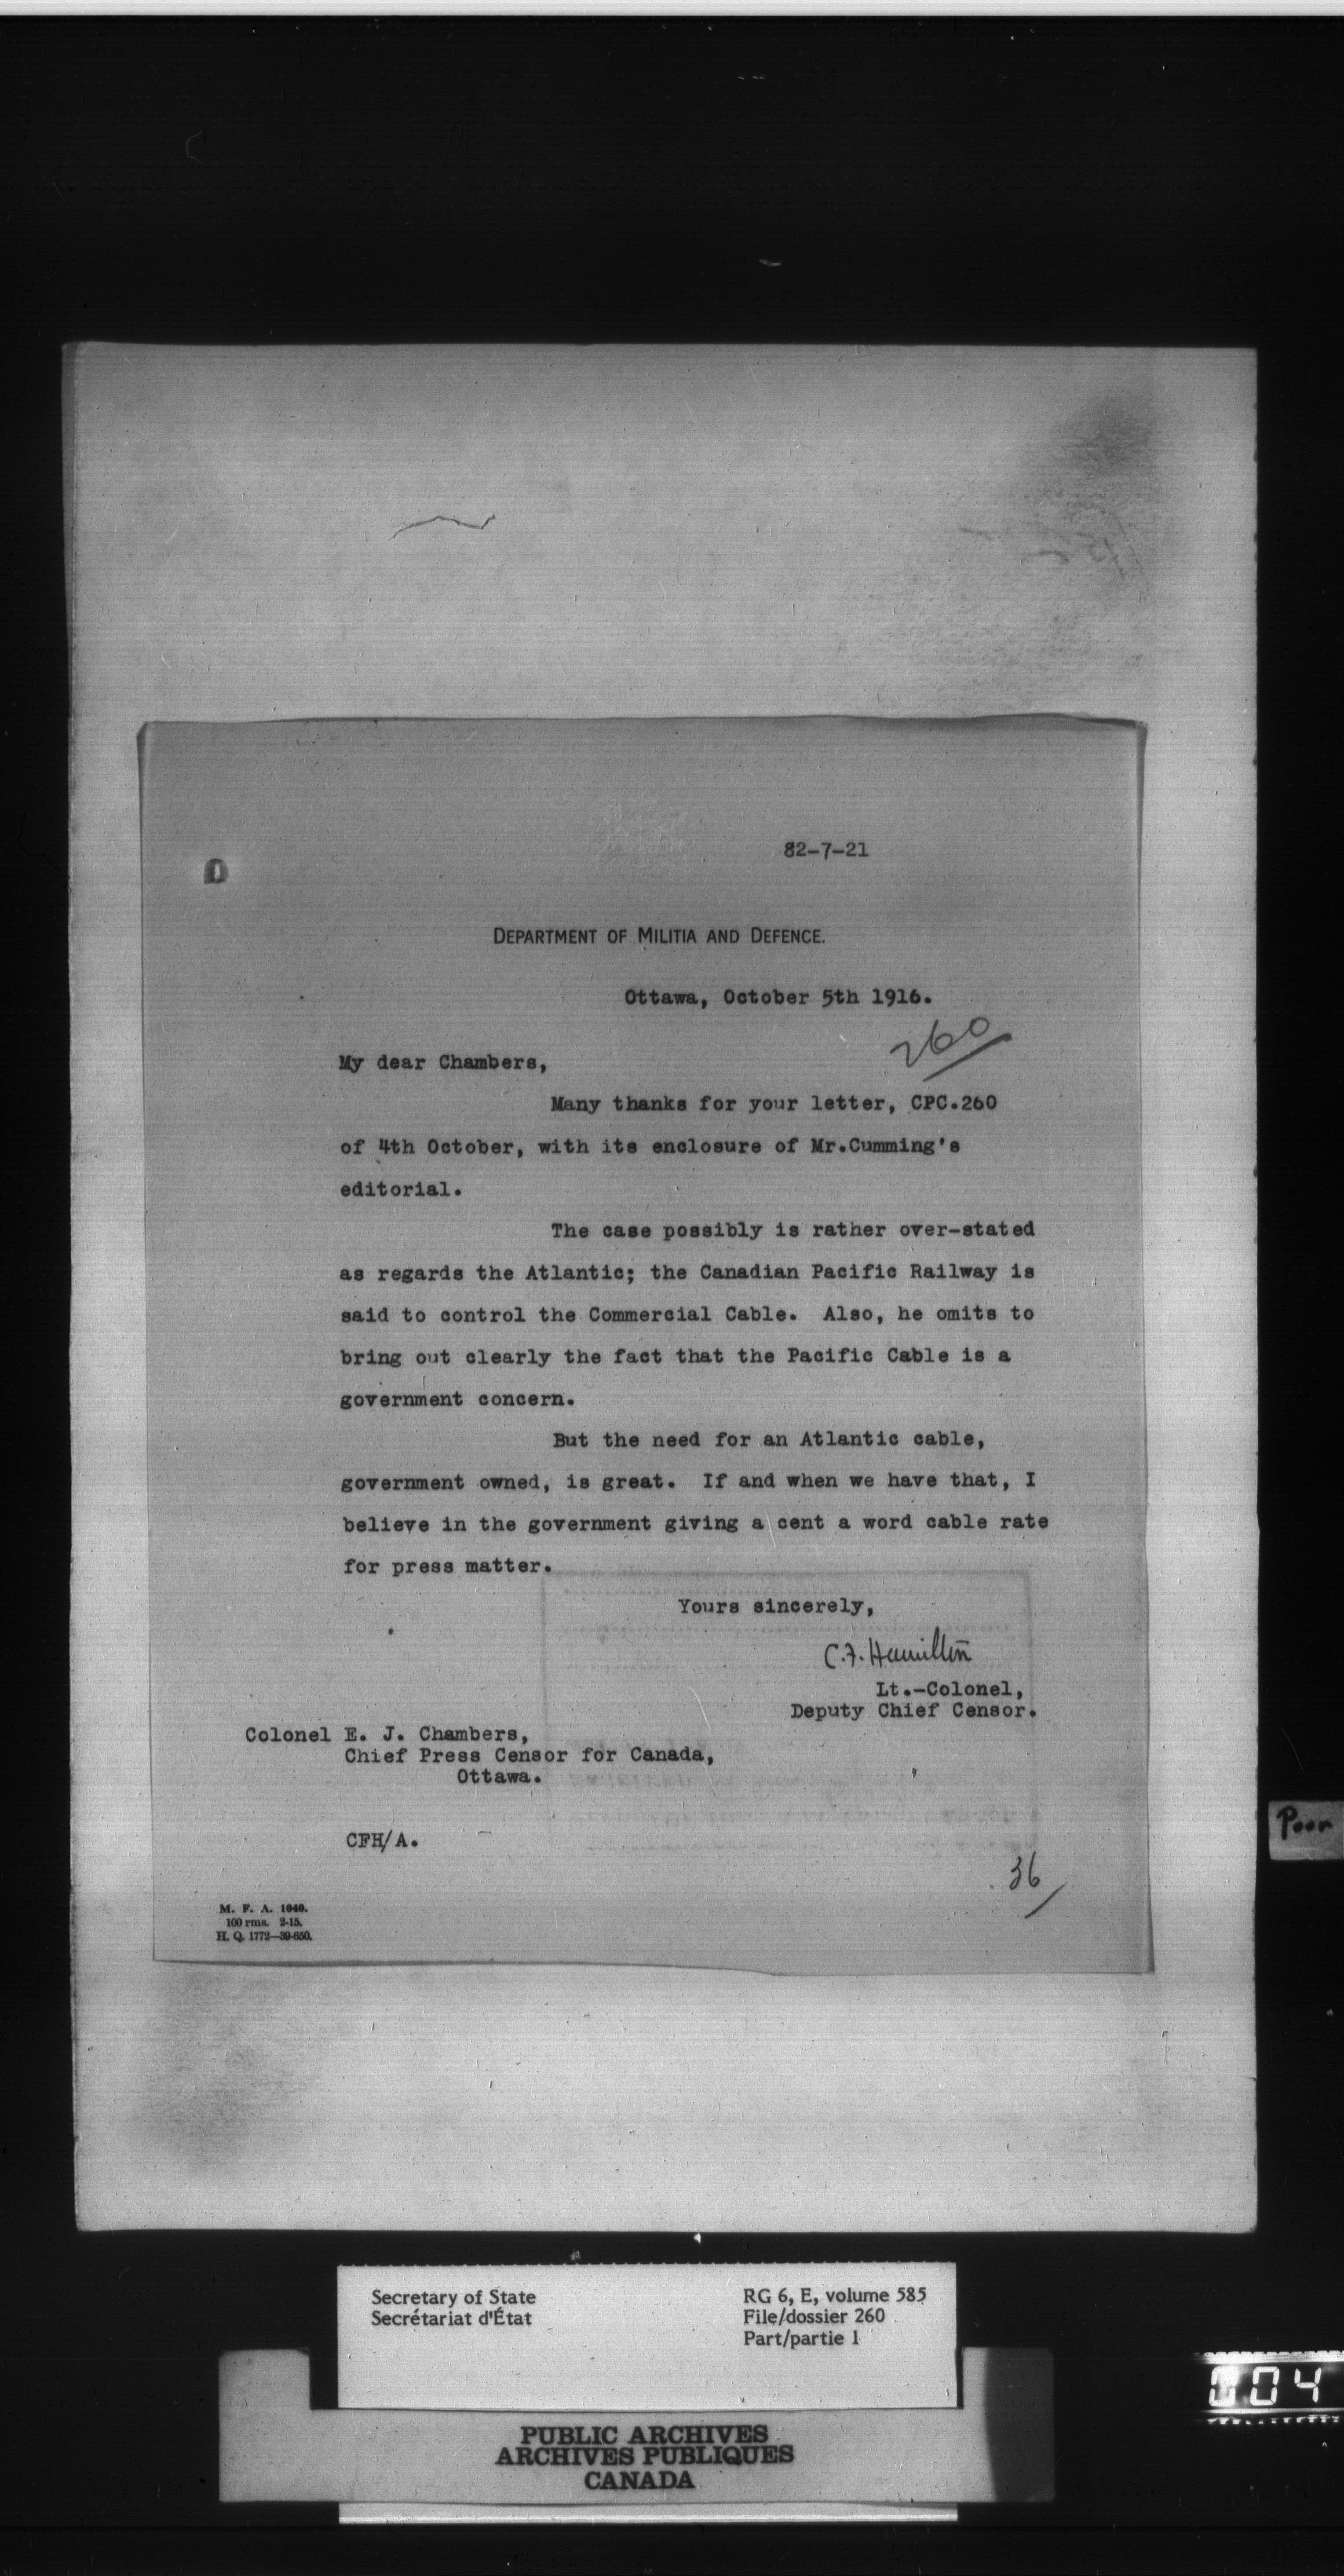 82-7-21
DEPARTMENT OF MILITIA AND DEFENCE.
Ottawa, October 5th 1916.
260
My dear Chambers,
Many thanks for your letter, CPC.260
of 4th October, with its enclosure of Mr.Cumming's
editorial.
The case possibly is rather over-stated
as regards the Atlantic; the Canadian Pacific Railway is
said to control the Commercial Cable. Also, he omits to
bring out clearly the fact that the Pacific Cable is a
government concern.
But the need for an Atlantic cable,
government owned, is great. If and when we have that, I
believe in the government giving a cent a word cable rate
for press matter.
Yours sincerely,
C.F. Hamilton
Lt.-Colonel,
Deputy Chief Censor.
Colonel E. J. Chambers,
Chief Press Censor for Canada,
Ottawa.
Poor
CFH/A.
36
M. F. A. 1040.
100 rms. 2-15.
H. Q. 1772—39-650.
Secretary of State
Secrétariat d'État
RG 6, E, volume 585
File/dossier 260
Part/partie 1
004
PUBLIC ARCHIVES
ARCHIVES PUBLIQUES
CANADA